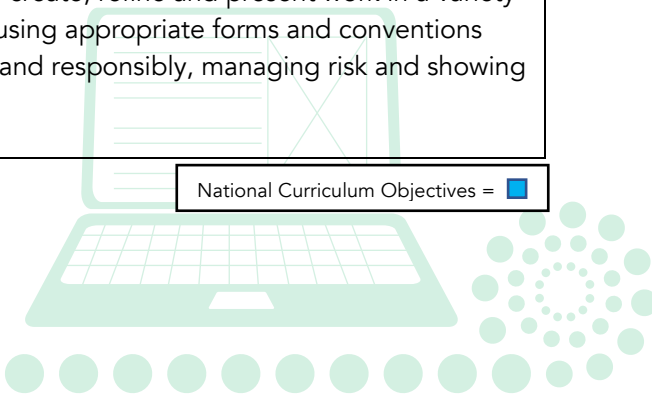 create, refine and present work in a variety
using appropriate forms and conventions
and responsibly, managing risk and showing
National Curriculum Objectives =